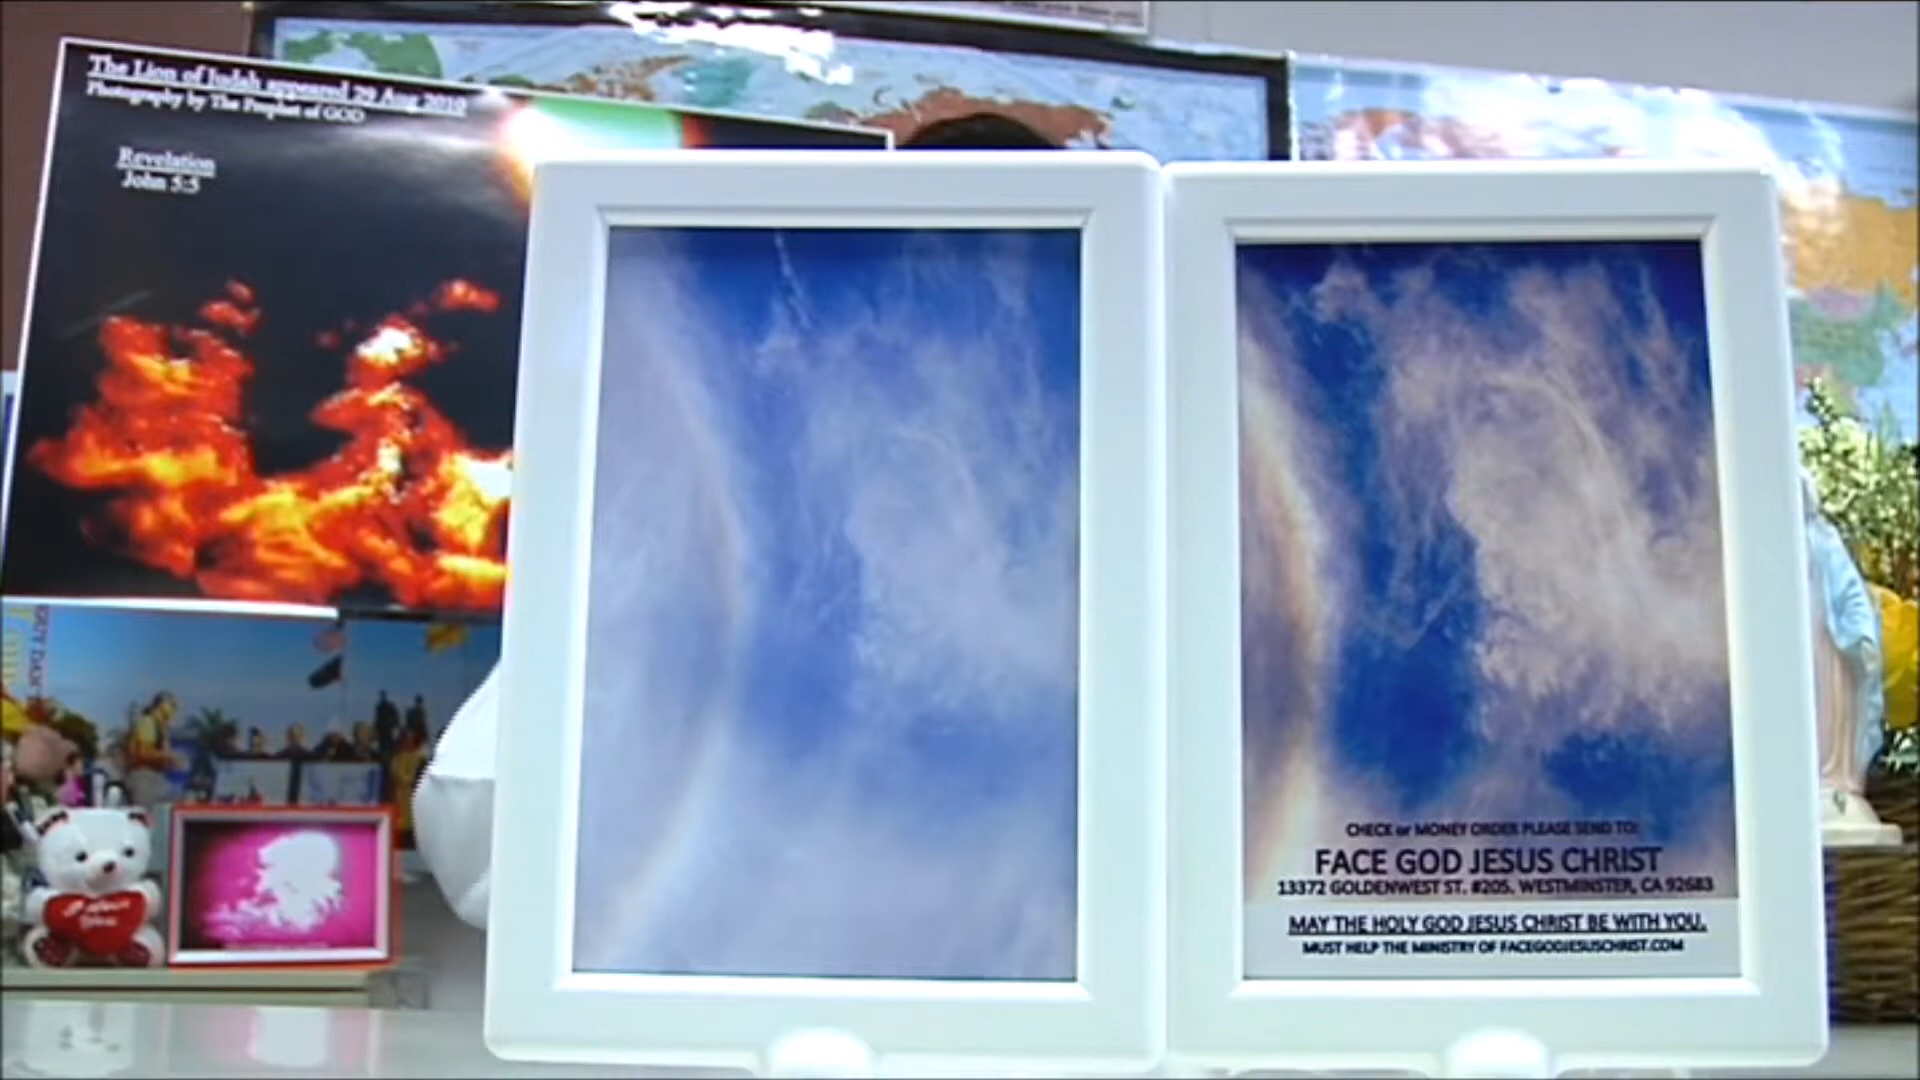 The Lion of Judah appeared 29 Aug 2010
Photography by The Prophet of GOD
Revelation
John 5:5
CHECK or MONEY ORDER PLEASE SEND TO:
FACE GOD JESUS CHRIST
13372 GOLDENWEST ST. #205. WESTMINSTER, CA 92683
MAY THE HOLY GOD JESUS CHRIST BE WITH YOU.
MUST HELP THE MINISTRY OF FACEGODJESUSCHRIST.COM